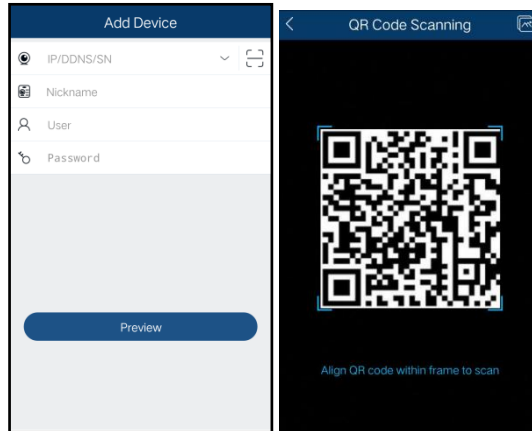 Add Device
IP/DDNS/SN
Nickname
User
Password
Preview
QR Code Scanning
Align QR code within frame to scan